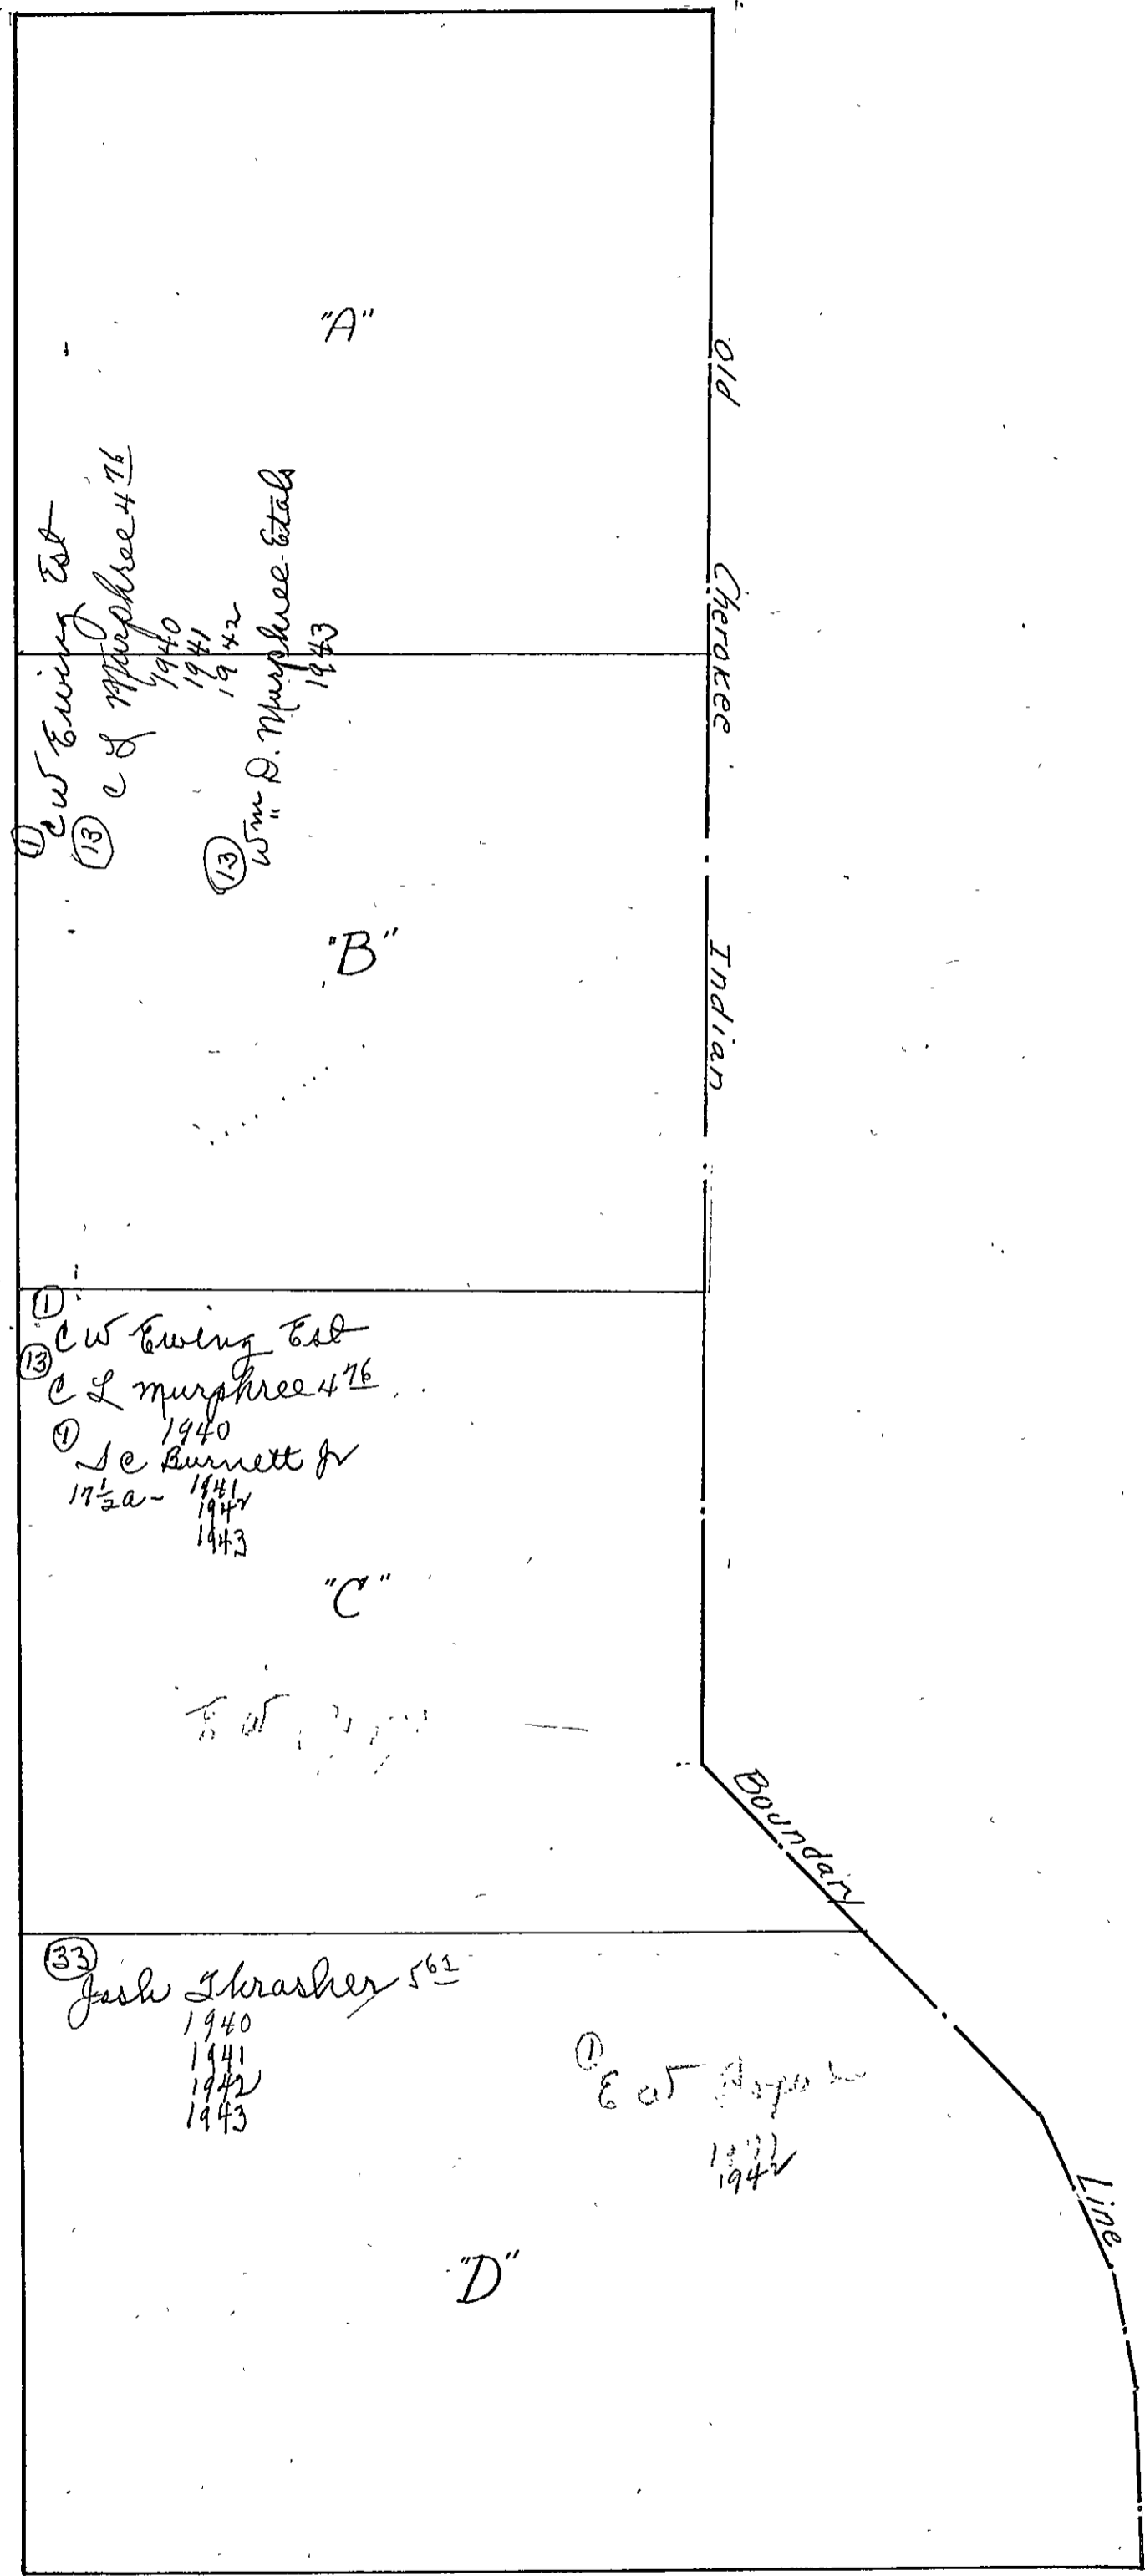 "A"
Old Cherokee Indian Boundary Line
① C W Ewing Est
⑬ C L Murphree 4 76
1940
1941
1942
⑬ Wm D. Murphree Etals
1943
"B"
①
C W Ewing Est
⑬
C L Murphree 4 76
1940
① S C Burnett Jr
17½a- 1941
1942
1943
"C"
E W
㉝
Josh Thrasher 5 61
1940
1941
1942
1943
① E W
1942
"D"